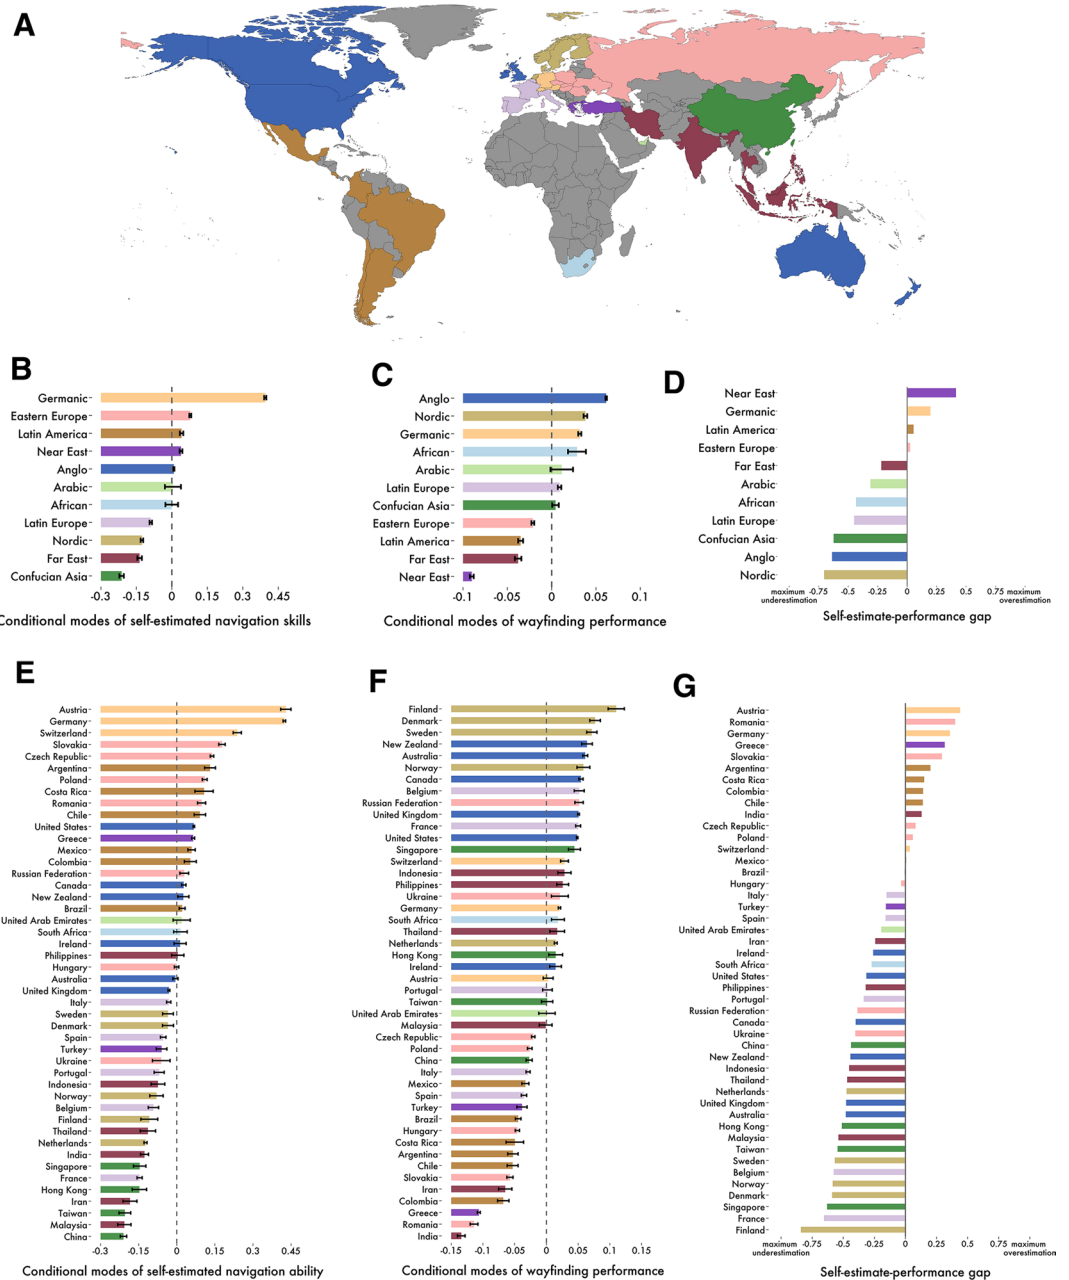 A
B
Germanic
Eastern Europe
Latin America
Near East
Anglo
Arabic
African
Latin Europe
Nordic
Far East
Confucian Asia
-0.3 -0.15 0 0.15 0.3 0.45
Conditional modes of self-estimated navigation skills
C
Anglo
Nordic
Germanic
African
Arabic
Latin Europe
Confucian Asia
Eastern Europe
Latin America
Far East
Near East
-0.1 -0.05 0 0.05 0.1
Conditional modes of wayfinding performance
D
Near East
Germanic
Latin America
Eastern Europe
Far East
Arabic
African
Latin Europe
Confucian Asia
Anglo
Nordic
maximum underestimation -0.75 -0.5 -0.25 0 0.25 0.5 0.75 maximum overestimation
Self-estimate-performance gap
E
Austria
Germany
Switzerland
Slovakia
Czech Republic
Argentina
Poland
Costa Rica
Romania
Chile
United States
Greece
Mexico
Colombia
Russian Federation
Canada
New Zealand
Brazil
United Arab Emirates
South Africa
Ireland
Philippines
Hungary
Australia
United Kingdom
Italy
Sweden
Denmark
Spain
Turkey
Ukraine
Portugal
Indonesia
Norway
Belgium
Finland
Thailand
Netherlands
India
Singapore
France
Hong Kong
Iran
Taiwan
Malaysia
China
-0.3 -0.15 0 0.15 0.3 0.45
Conditional modes of self-estimated navigation ability
F
Finland
Denmark
Sweden
New Zealand
Australia
Norway
Canada
Belgium
Russian Federation
United Kingdom
France
United States
Singapore
Switzerland
Indonesia
Philippines
Ukraine
Germany
South Africa
Thailand
Netherlands
Hong Kong
Ireland
Austria
Portugal
Taiwan
United Arab Emirates
Malaysia
Czech Republic
Poland
China
Italy
Mexico
Spain
Turkey
Brazil
Hungary
Costa Rica
Argentina
Chile
Slovakia
Iran
Colombia
Greece
Romania
India
-0.15 -0.1 -0.05 0 0.05 0.1 0.15
Conditional modes of wayfinding performance
G
Austria
Romania
Germany
Greece
Slovakia
Argentina
Costa Rica
Colombia
Chile
India
Czech Republic
Poland
Switzerland
Mexico
Brazil
Hungary
Italy
Turkey
Spain
United Arab Emirates
Iran
Ireland
South Africa
United States
Philippines
Portugal
Russian Federation
Canada
Ukraine
China
New Zealand
Indonesia
Thailand
Netherlands
United Kingdom
Australia
Hong Kong
Malaysia
Taiwan
Sweden
Belgium
Norway
Denmark
Singapore
France
Finland
maximum underestimation -0.75 -0.5 -0.25 0 0.25 0.5 0.75 maximum overestimation
Self-estimate-performance gap